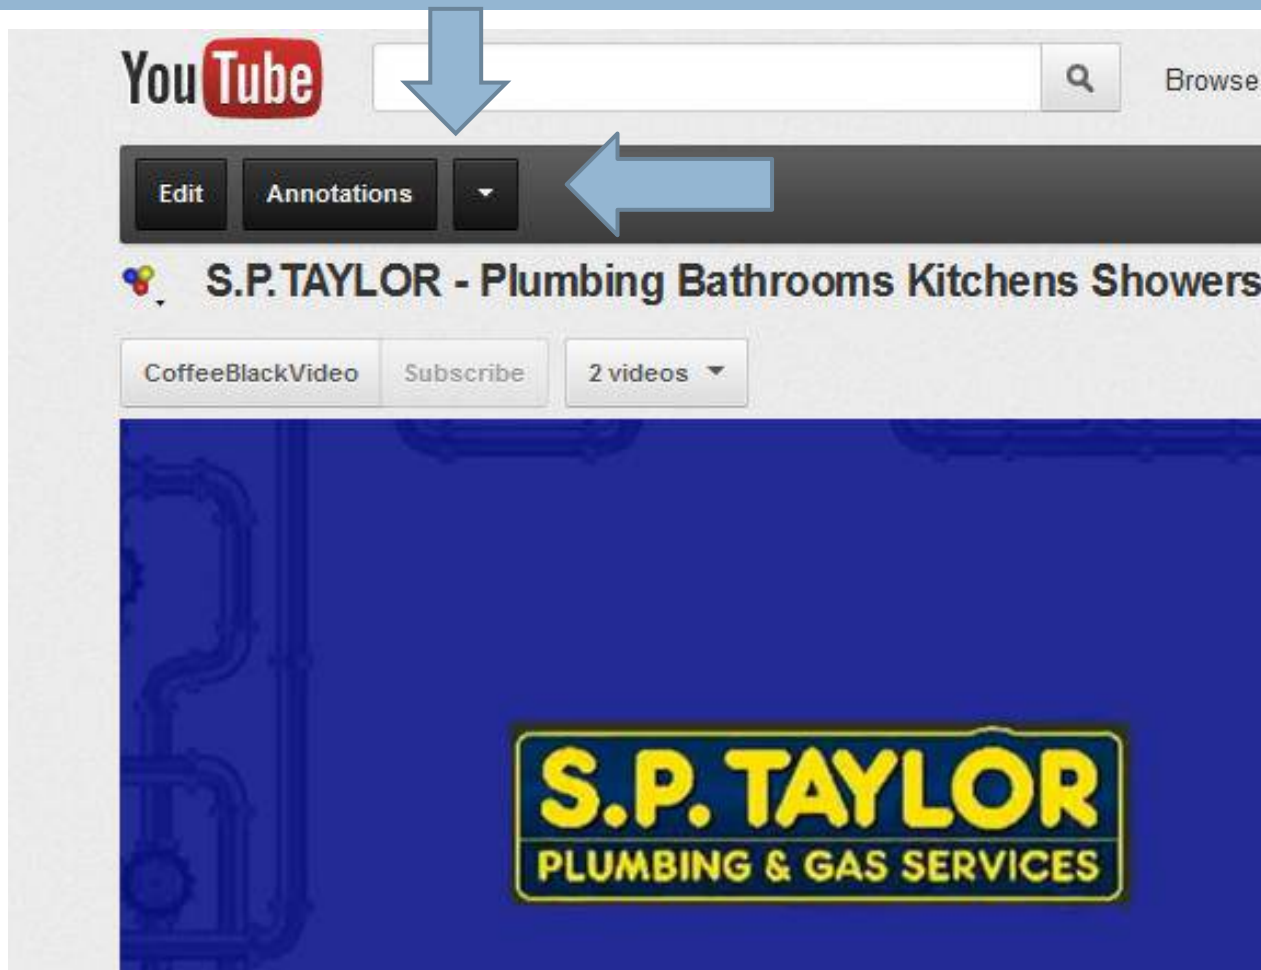 YouTube
Browse
Edit Annotations
S.P.TAYLOR - Plumbing Bathrooms Kitchens Showers
CoffeeBlackVideo Subscribe 2 videos
S.P. TAYLOR
PLUMBING & GAS SERVICES